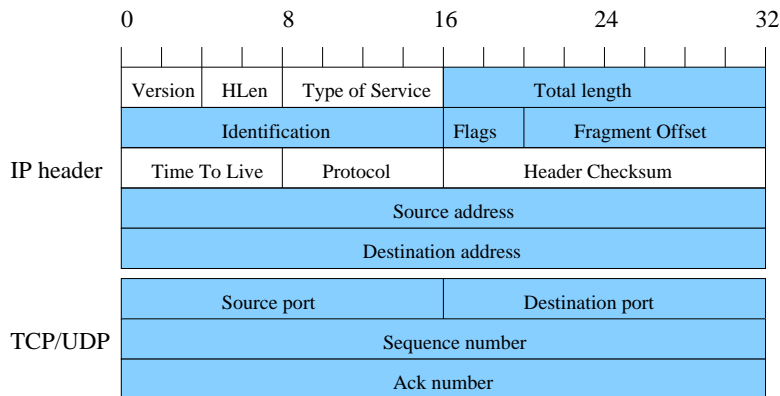 0 8 16 24 32
Version HLen Type of Service Total length
Identification Flags Fragment Offset
IP header Time To Live Protocol Header Checksum
Source address
Destination address
Source port Destination port
TCP/UDP Sequence number
Ack number